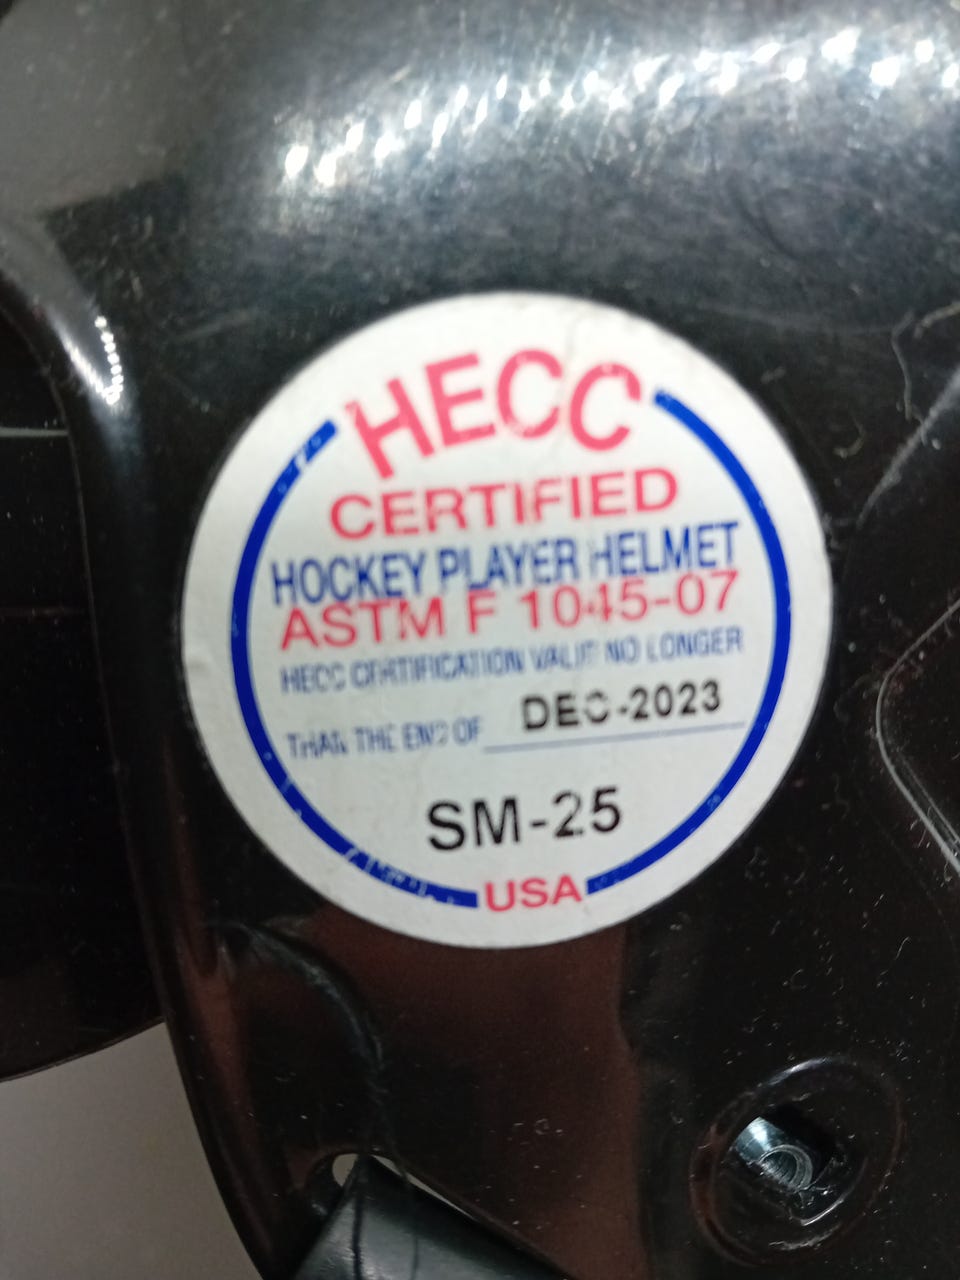 HECC
CERTIFIED
HOCKEY PLAYER HELMET
ASTM F 1045-07
HECC CERTIFICATION VALID NO LONGER
THAN THE END OF DEC-2023
SM-25
USA